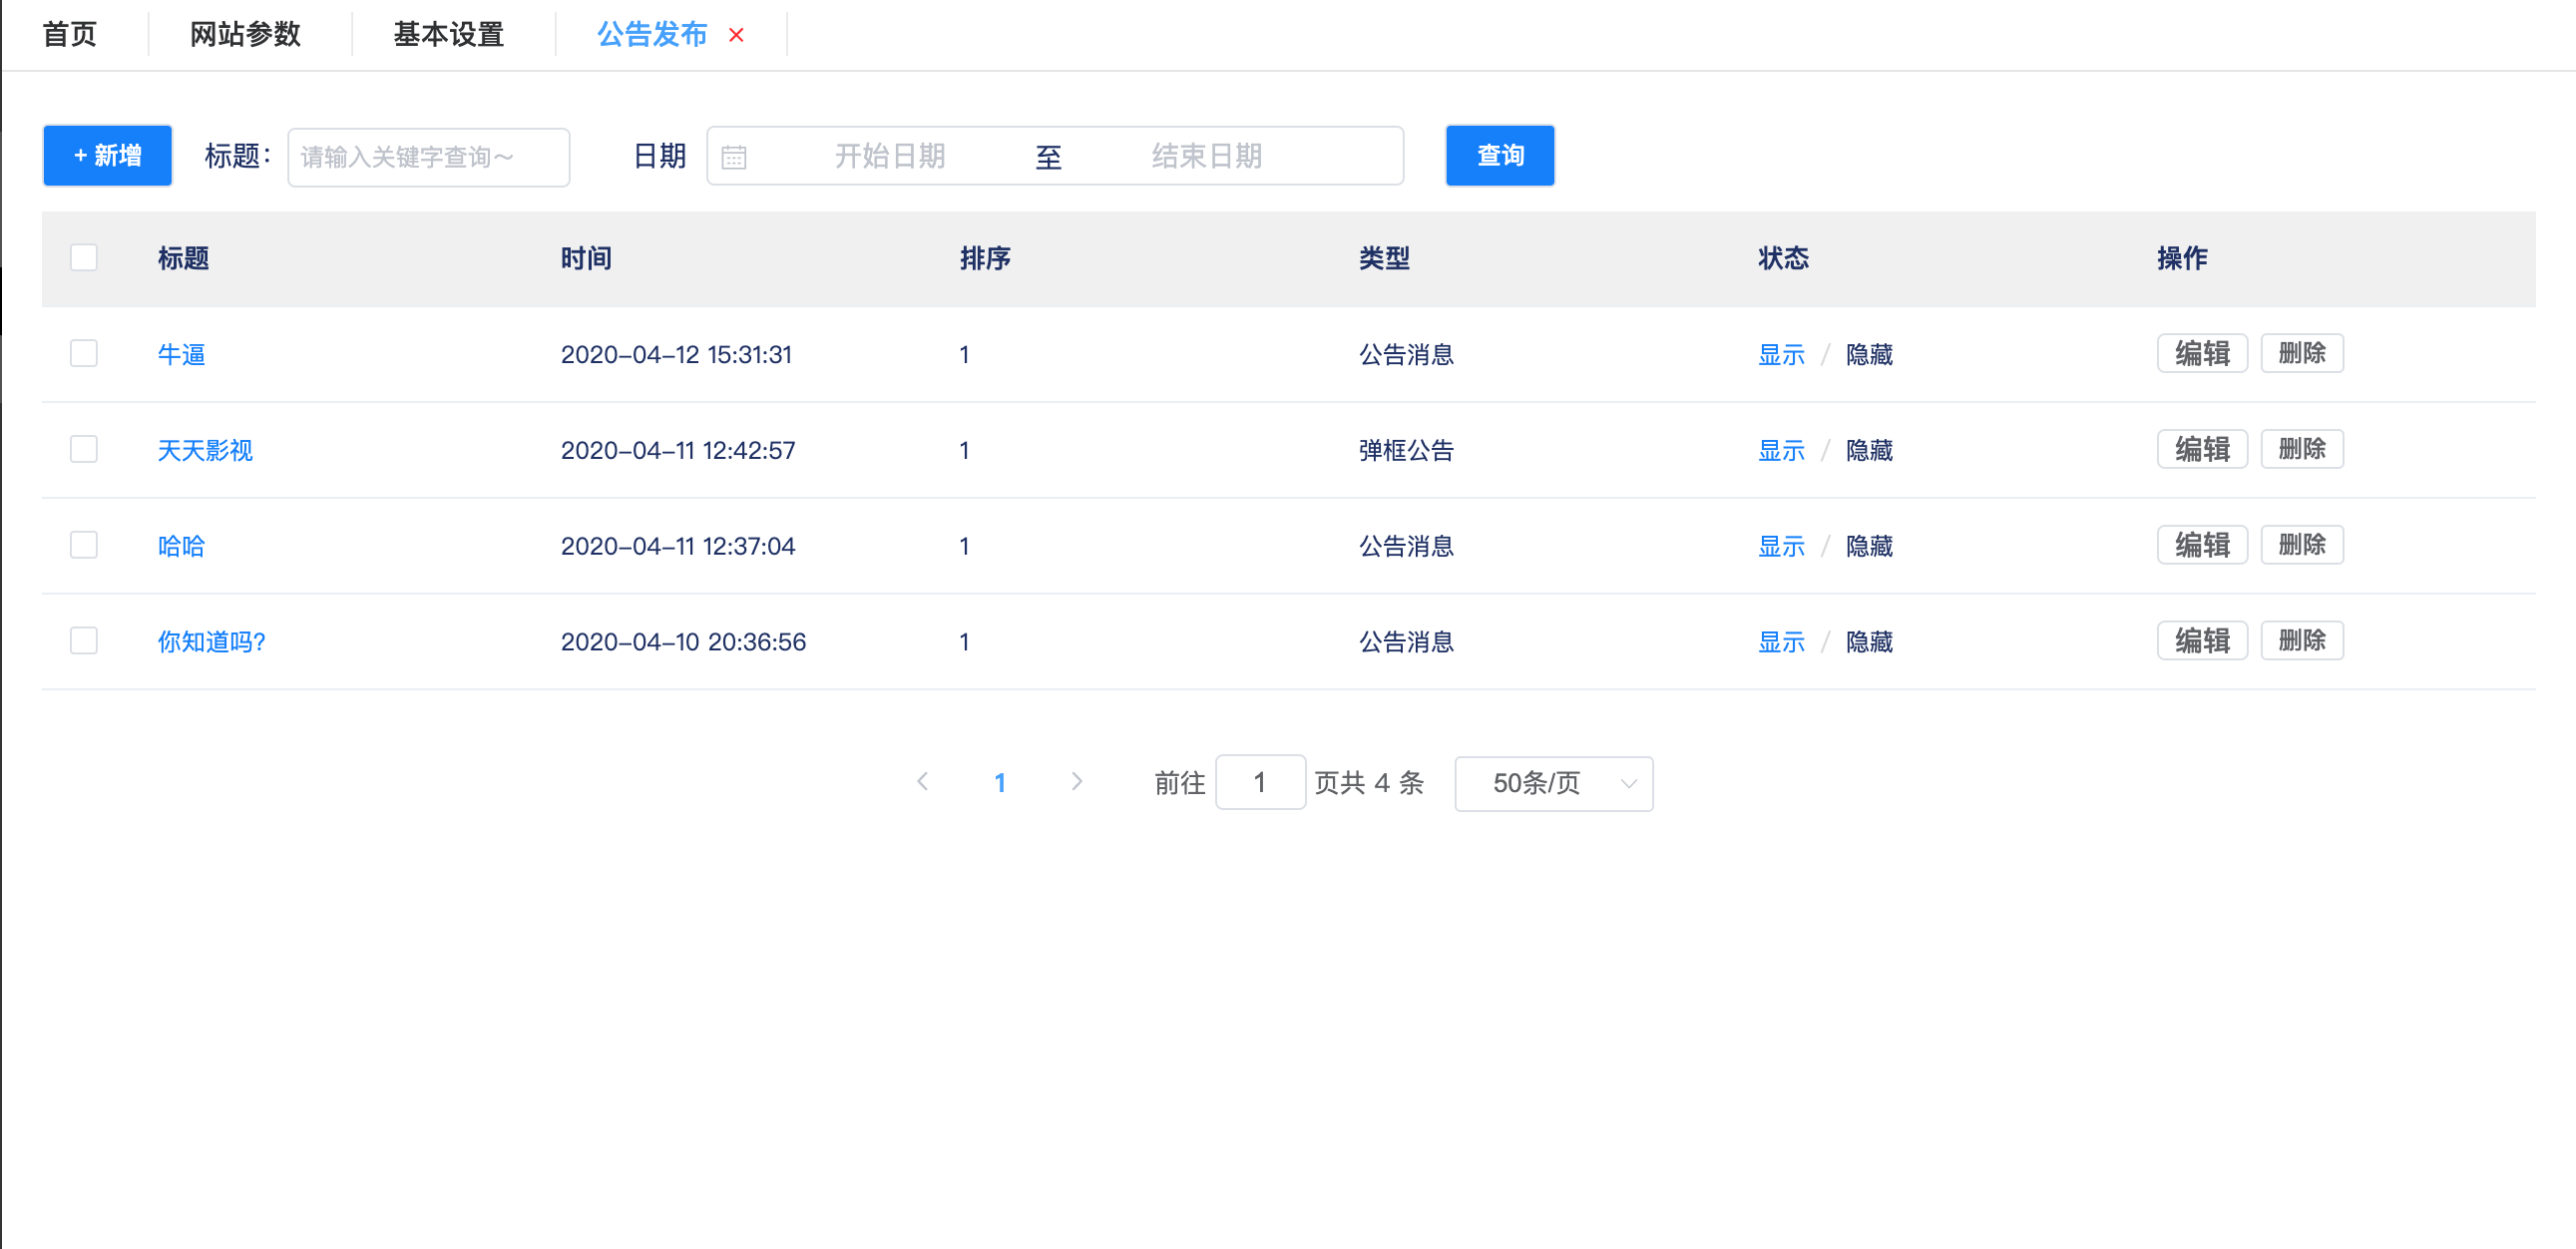 首页 网站参数 基本设置 公告发布 ×
+ 新增 标题: 请输入关键字查询~ 日期 开始日期 至 结束日期 查询
标题 时间 排序 类型 状态 操作
牛逼 2020-04-12 15:31:31 1 公告消息 显示 / 隐藏 编辑 删除
天天影视 2020-04-11 12:42:57 1 弹框公告 显示 / 隐藏 编辑 删除
哈哈 2020-04-11 12:37:04 1 公告消息 显示 / 隐藏 编辑 删除
你知道吗? 2020-04-10 20:36:56 1 公告消息 显示 / 隐藏 编辑 删除
1 前往 1 页共 4 条 50条/页